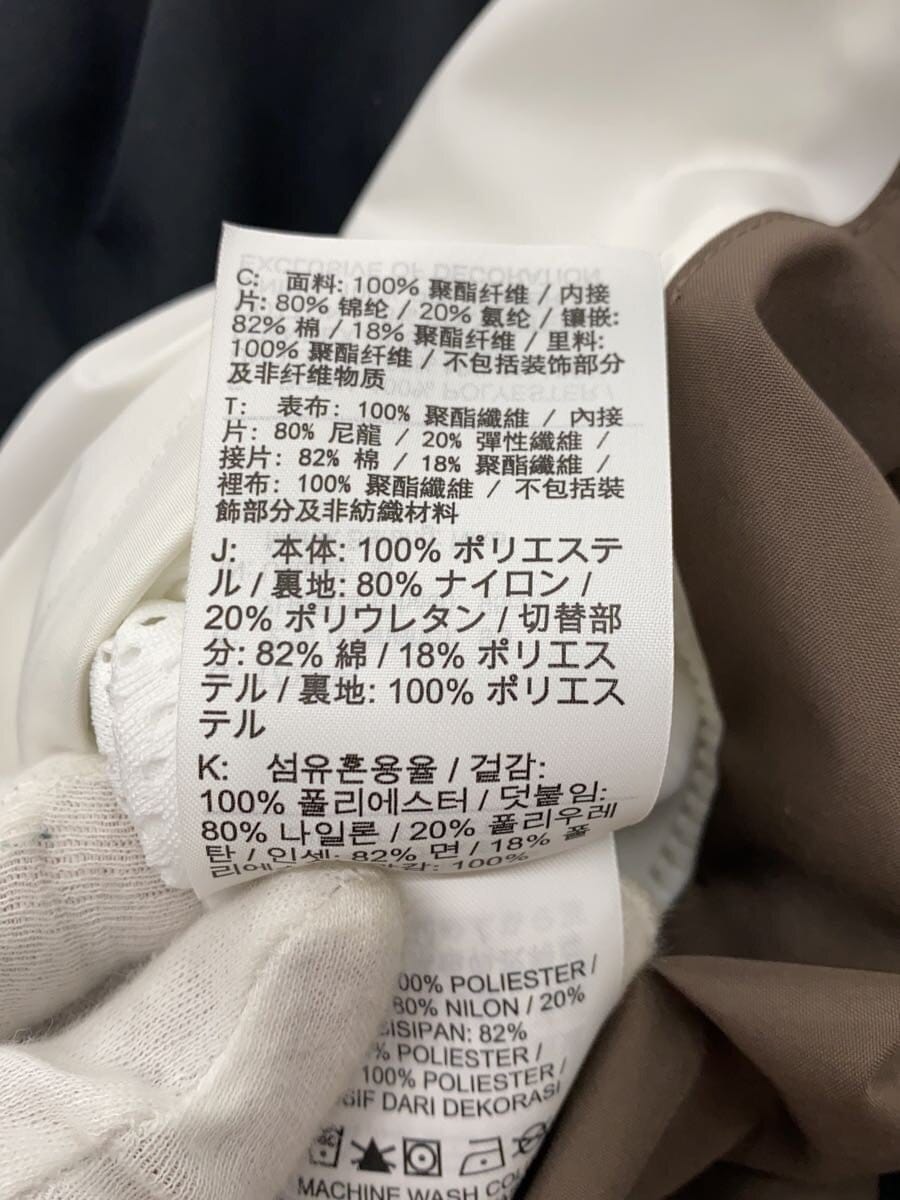 C: 面料: 100% 聚酯纤维 / 内接
片: 80% 锦纶 / 20% 氨纶 / 镶嵌:
82% 棉 / 18% 聚酯纤维 / 里料:
100% 聚酯纤维 / 不包括装饰部分
及非纤维物质
T: 表布: 100% 聚酯纖維 / 內接
片: 80% 尼龍 / 20% 彈性纖維 /
接片: 82% 棉 / 18% 聚酯纖維 /
裡布: 100% 聚酯纖維 / 不包括裝
飾部分及非紡織材料
J: 本体: 100% ポリエステ
ル / 裏地: 80% ナイロン /
20% ポリウレタン / 切替部
分: 82% 綿 / 18% ポリエス
テル / 裏地: 100% ポリエス
テル
K: 섬유혼용율 / 겉감:
100% 폴리에스터 / 덧붙임:
80% 나일론 / 20% 폴리우레
탄 / 인셋: 82% 면 / 18% 폴
100%
00% POLIESTER /
80% NILON / 20%
SISIPAN: 82%
% POLIESTER /
100% POLIESTER /
DARI DEKORASI
MACHINE WASH